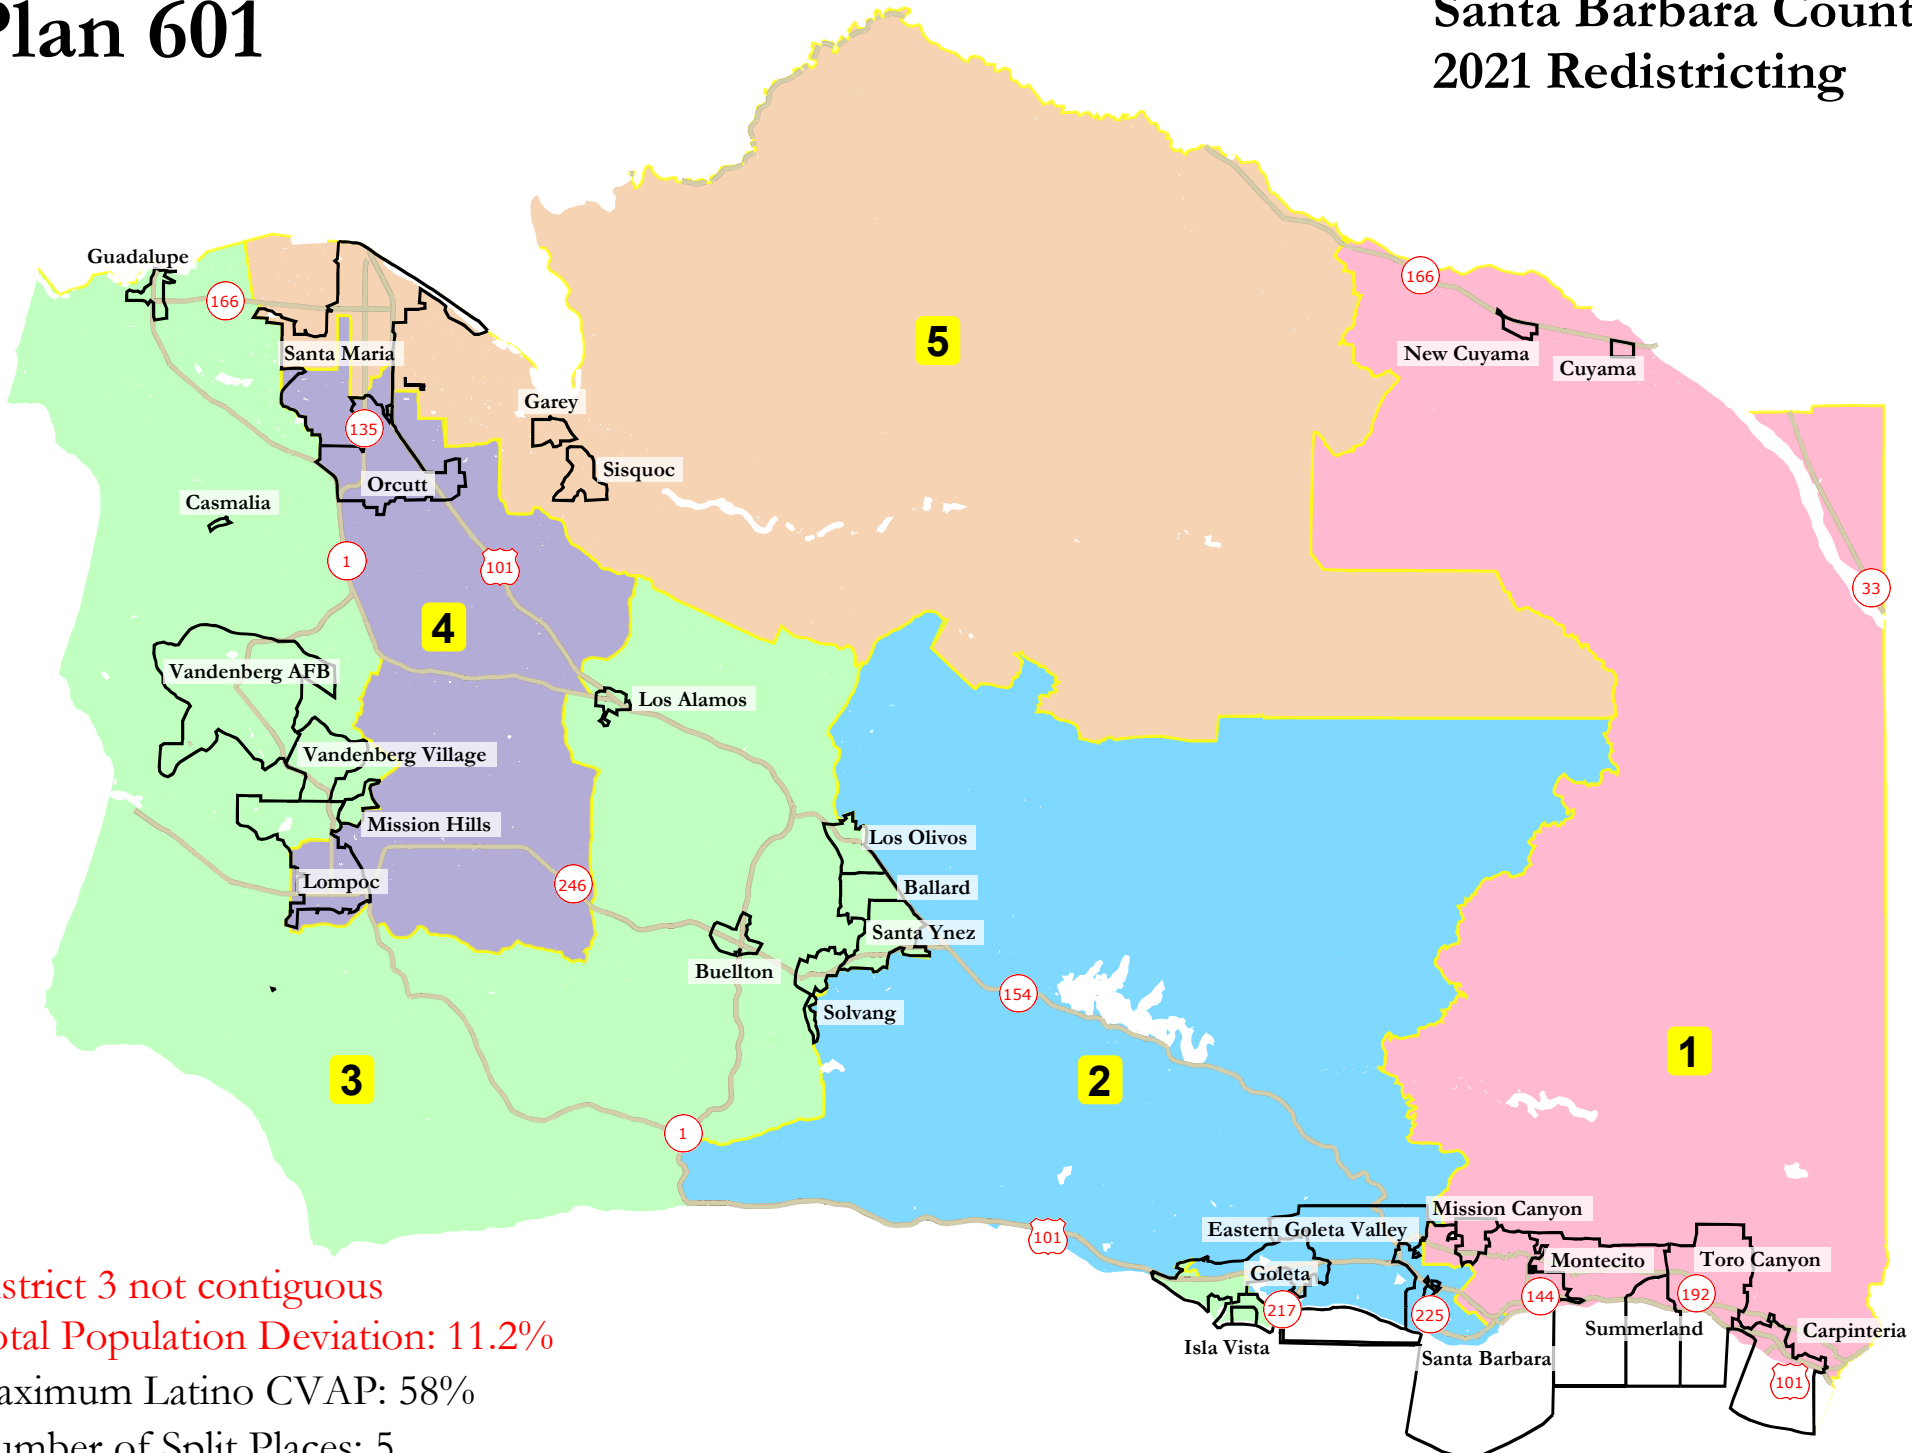 Plan 601
Santa Barbara Count
2021 Redistricting
Guadalupe
166
Santa Maria
135
Orcutt
Casmalia
1
101
4
Garey
Sisquoc
5
166
New Cuyama
Cuyama
33
Vandenberg AFB
Vandenberg Village
Mission Hills
Lompoc
246
Los Alamos
Los Olivos
Ballard
Santa Ynez
Buellton
Solvang
154
3
2
1
1
101
Mission Canyon
Eastern Goleta Valley
Goleta
217
Isla Vista
225
Santa Barbara
144
Montecito
Toro Canyon
192
Summerland
Carpinteria
101
istrict 3 not contiguous
otal Population Deviation: 11.2%
aximum Latino CVAP: 58%
umber of Split Places: 5